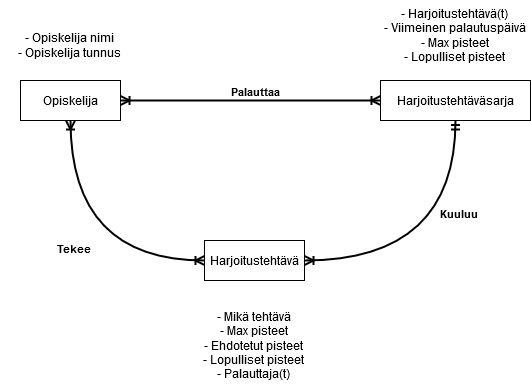 - Opiskelija nimi
- Opiskelija tunnus
- Harjoitustehtävä(t)
- Viimeinen palautuspäivä
- Max pisteet
- Lopulliset pisteet
Opiskelija
Palauttaa
Harjoitustehtäväsarja
Tekee
Kuuluu
Harjoitustehtävä
- Mikä tehtävä
- Max pisteet
- Ehdotetut pisteet
- Lopulliset pisteet
- Palauttaja(t)